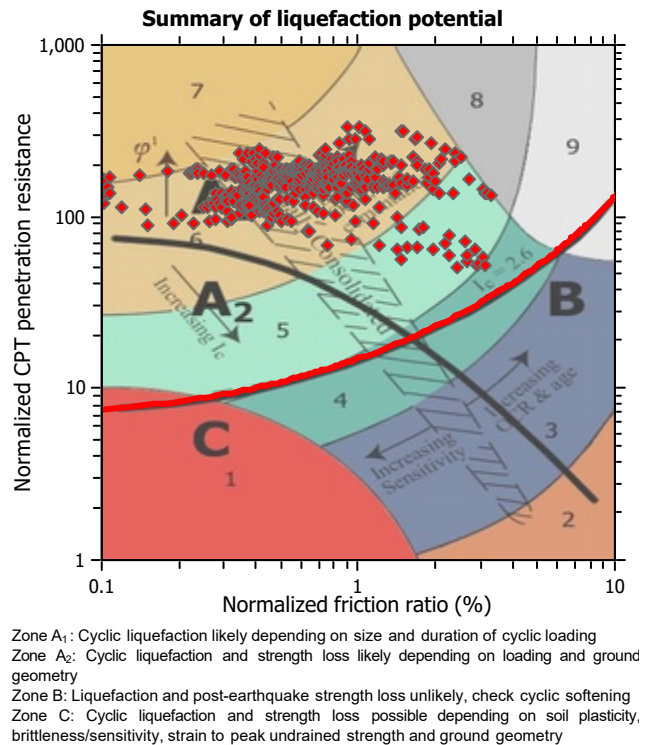 Summary of liquefaction potential
1,000
7
8
9
φ'
A
100
6
Consolidated
I꜀ = 2.6
B
A₂
Increasing I꜀
5
Normalized CPT penetration resistance
10
4
Increasing
OCR & age
C
3
Increasing
Sensitivity
1
2
1
0.1
1
10
Normalized friction ratio (%)
Zone A₁: Cyclic liquefaction likely depending on size and duration of cyclic loading
Zone A₂: Cyclic liquefaction and strength loss likely depending on loading and ground
geometry
Zone B: Liquefaction and post-earthquake strength loss unlikely, check cyclic softening
Zone C: Cyclic liquefaction and strength loss possible depending on soil plasticity,
brittleness/sensitivity, strain to peak undrained strength and ground geometry